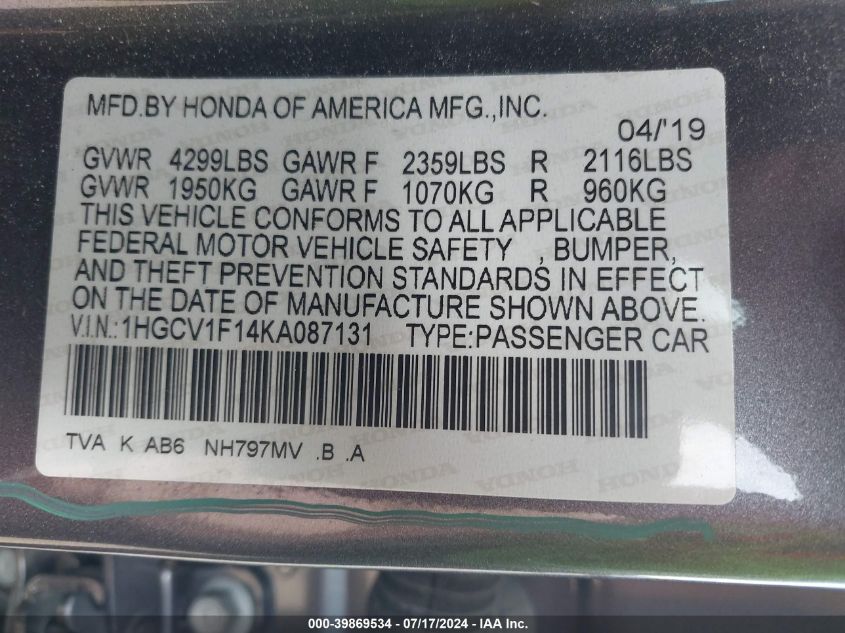 MFD.BY HONDA OF AMERICA MFG.,INC.
04/'19
GVWR 4299LBS GAWR F 2359LBS R 2116LBS
GVWR 1950KG GAWR F 1070KG R 960KG
THIS VEHICLE CONFORMS TO ALL APPLICABLE
FEDERAL MOTOR VEHICLE SAFETY , BUMPER,
AND THEFT PREVENTION STANDARDS IN EFFECT
ON THE DATE OF MANUFACTURE SHOWN ABOVE.
V.I.N.:1HGCV1F14KA087131 TYPE:PASSENGER CAR
TVA K AB6 NH797MV .B .A
000-39869534 / 07/17/2024 - IAA Inc.